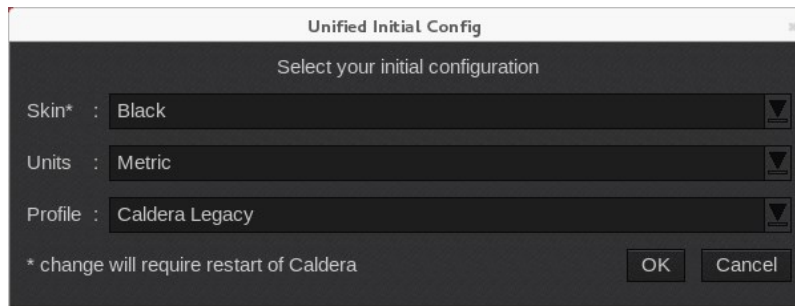 Unified Initial Config
Select your initial configuration
Skin* : Black
Units : Metric
Profile : Caldera Legacy
* change will require restart of Caldera OK Cancel